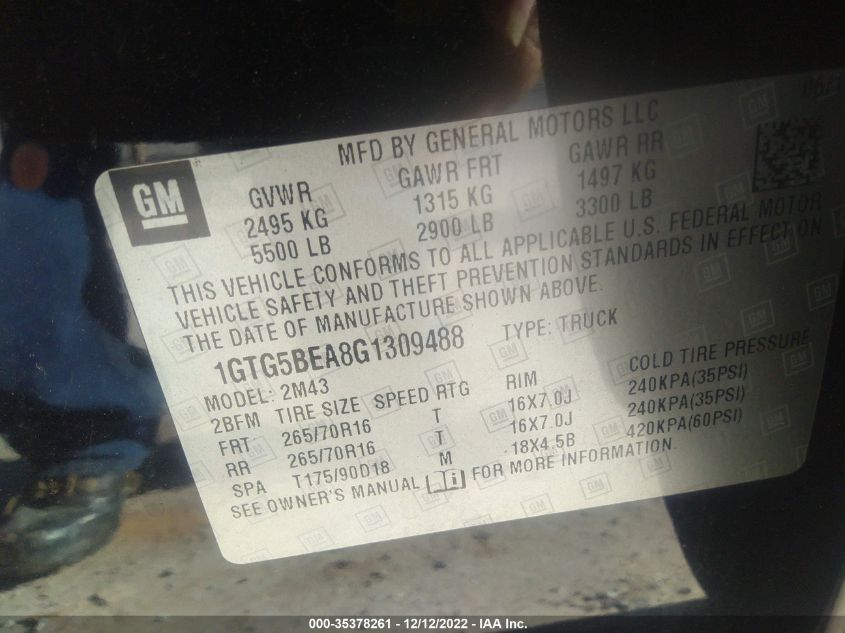 MFD BY GENERAL MOTORS LLC
GM
GVWR GAWR FRT GAWR RR
2495 KG 1315 KG 1497 KG
5500 LB 2900 LB 3300 LB
THIS VEHICLE CONFORMS TO ALL APPLICABLE U.S. FEDERAL MOTOR
VEHICLE SAFETY AND THEFT PREVENTION STANDARDS IN EFFECT ON
THE DATE OF MANUFACTURE SHOWN ABOVE.
1GTG5BEA8G1309488 TYPE: TRUCK
MODEL: 2M43
2BFM TIRE SIZE SPEED RTG RIM COLD TIRE PRESSURE
FRT 265/70R16 T 16X7.0J 240KPA(35PSI)
RR 265/70R16 T 16X7.0J 240KPA(35PSI)
SPA T175/90D18 M 18X4.5B 420KPA(60PSI)
SEE OWNER'S MANUAL i FOR MORE INFORMATION.
000-35378261 - 12/12/2022 - IAA Inc.